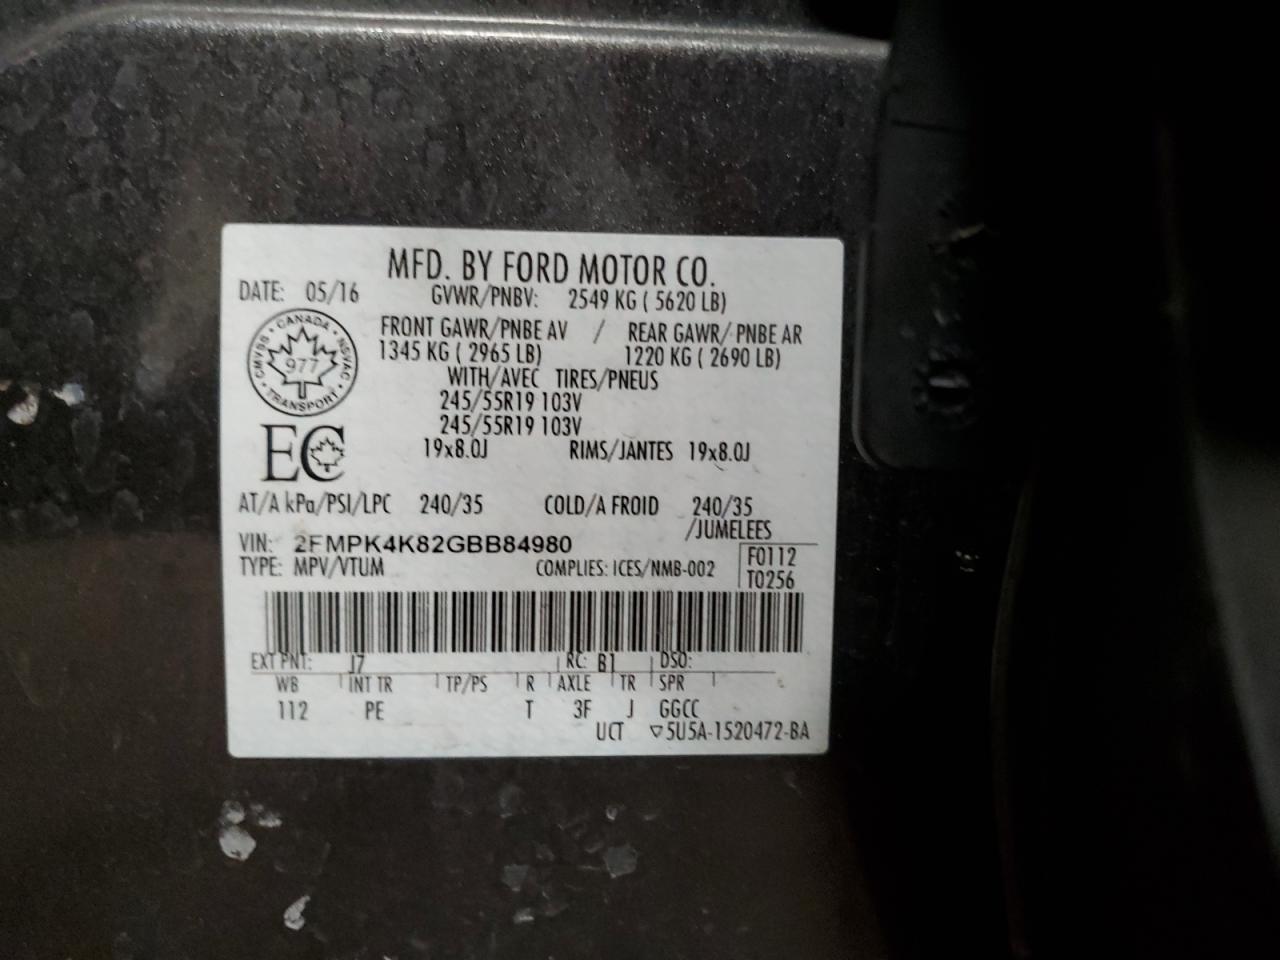 MFD. BY FORD MOTOR CO.
DATE: 05/16
GVWR/PNBV: 2549 KG ( 5620 LB)
FRONT GAWR/PNBE AV / REAR GAWR/ PNBE AR
1345 KG ( 2965 LB) 1220 KG ( 2690 LB)
WITH/AVEC TIRES/PNEUS
245/55R19 103V
245/55R19 103V
19x8.0J RIMS/JANTES 19x8.0J
CANADA
CMVSS • NSVAC
977
TRANSPORT
EC
AT/A kPa/PSI/LPC 240/35 COLD/A FROID 240/35
/JUMELEES
VIN: 2FMPK4K82GBB84980
TYPE: MPV/VTUM COMPLIES: ICES/NMB-002
F0112
T0256
EXT PNT: J7 RC: B1 DSO:
WB INT TR TP/PS R AXLE TR SPR
112 PE T 3F J GGCC
UCT ▽5U5A-1520472-BA